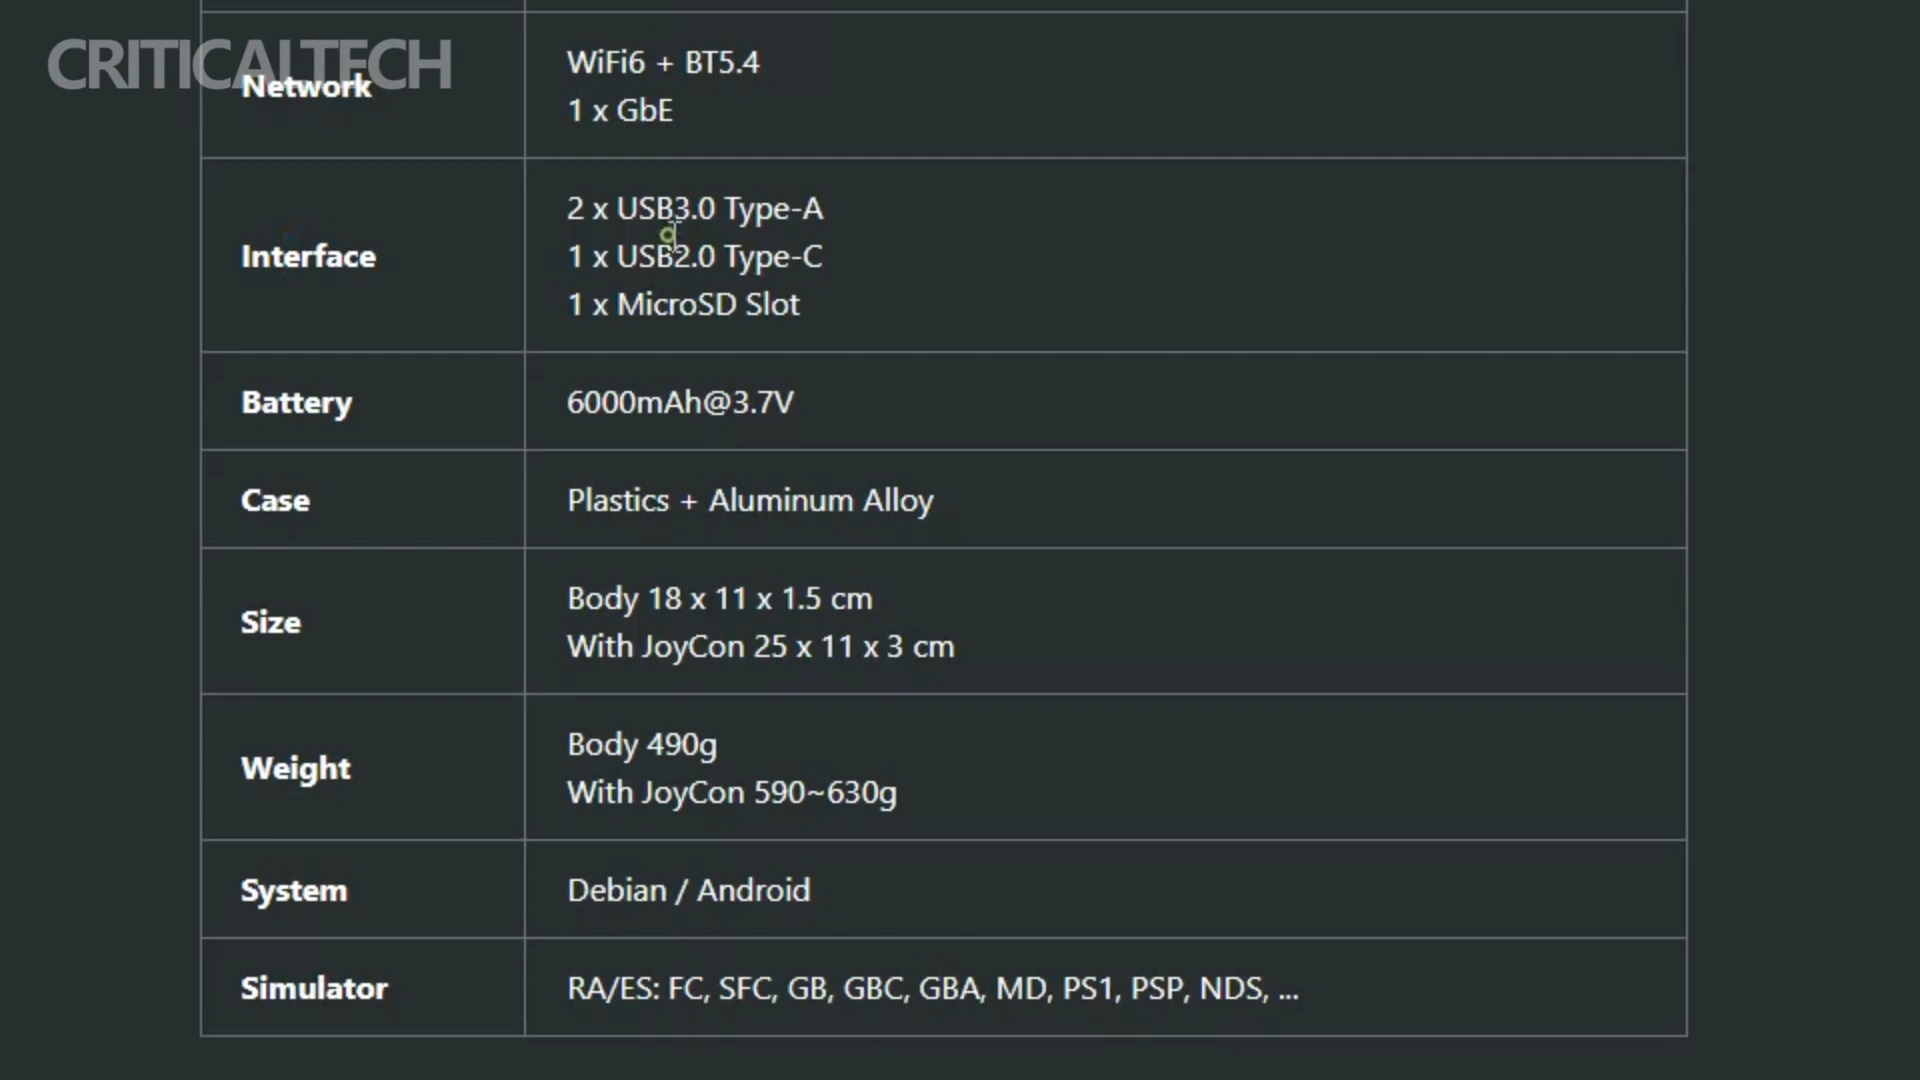 CRITICALTECH
Network
WiFi6 + BT5.4
1 x GbE
Interface
2 x USB3.0 Type-A
1 x USB2.0 Type-C
1 x MicroSD Slot
Battery
6000mAh@3.7V
Case
Plastics + Aluminum Alloy
Size
Body 18 x 11 x 1.5 cm
With JoyCon 25 x 11 x 3 cm
Weight
Body 490g
With JoyCon 590~630g
System
Debian / Android
Simulator
RA/ES: FC, SFC, GB, GBC, GBA, MD, PS1, PSP, NDS, ...